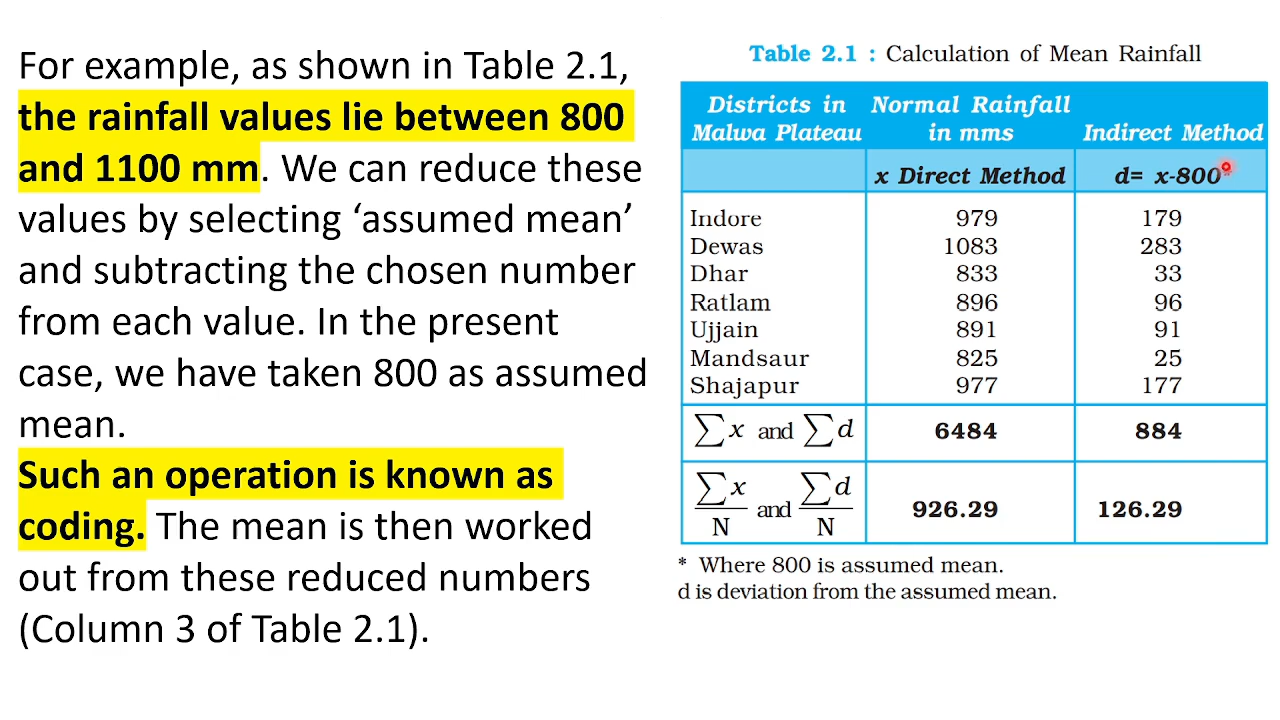 For example, as shown in Table 2.1,
the rainfall values lie between 800
and 1100 mm. We can reduce these
values by selecting ‘assumed mean’
and subtracting the chosen number
from each value. In the present
case, we have taken 800 as assumed
mean.
Such an operation is known as
coding. The mean is then worked
out from these reduced numbers
(Column 3 of Table 2.1).
Table 2.1 : Calculation of Mean Rainfall
Districts in Normal Rainfall
Malwa Plateau in mms Indirect Method
x Direct Method d= x-800*
Indore 979 179
Dewas 1083 283
Dhar 833 33
Ratlam 896 96
Ujjain 891 91
Mandsaur 825 25
Shajapur 977 177
∑x and ∑d 6484 884
∑x/N and ∑d/N 926.29 126.29
* Where 800 is assumed mean.
d is deviation from the assumed mean.